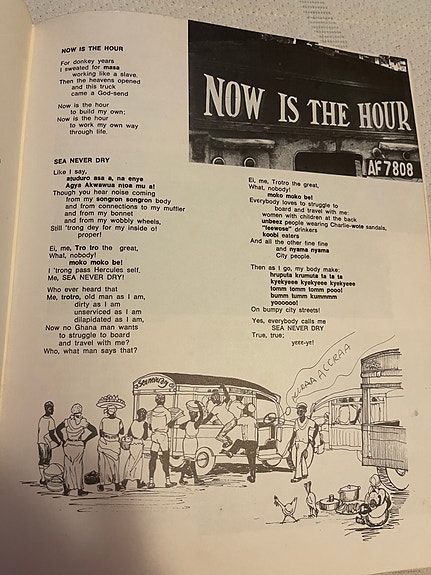 NOW IS THE HOUR
For donkey years
I sweated for masa
working like a slave.
Then the heavens opened
and this truck
came a God-send
Now is the hour
to build my own;
Now is the hour
to work my own way
through life.
NOW IS THE HOUR
AF 7808
SEA NEVER DRY
Like I say,
aṣuduro asa a, na enye
Agya Akwawua ntoa mu a!
Though you hear noise coming
from my songron songron body
and from connections to my muffler
and from my bonnet
and from my wobbly wheels,
Still 'trong dey for my inside of
proper!
Ei, me, Tro tro the great,
What, nobody!
moko moko be!
I 'trong pass Hercules self,
Me, SEA NEVER DRY!
Who ever heard that
Me, trotro, old man as I am,
dirty as I am
unserviced as I am
dilapidated as I am,
Now no Ghana man wants
to struggle to board
and travel with me?
Who, what man says that?
Ei, me, Trotro the great,
What, nobody!
moko moko be!
Everybody loves to struggle to
board and travel with me:
women with children at the back
unbeez people wearing Charlie-wote sandals,
"leewose" drinkers
koobi eaters
And all the other fine fine
and nyama nyama
City people.
Then as I go, my body make:
hruputa krumuta ta ta ta
kyekyeee kyekyeee kyekyeee
tomm tomm tomm pooo!
bumm tumm kummmm
yoooooo!
On bumpy city streets!
Yes, everybody calls me
SEA NEVER DRY
True, true;
yeee-ye!
Sea never dry
ACCRAA